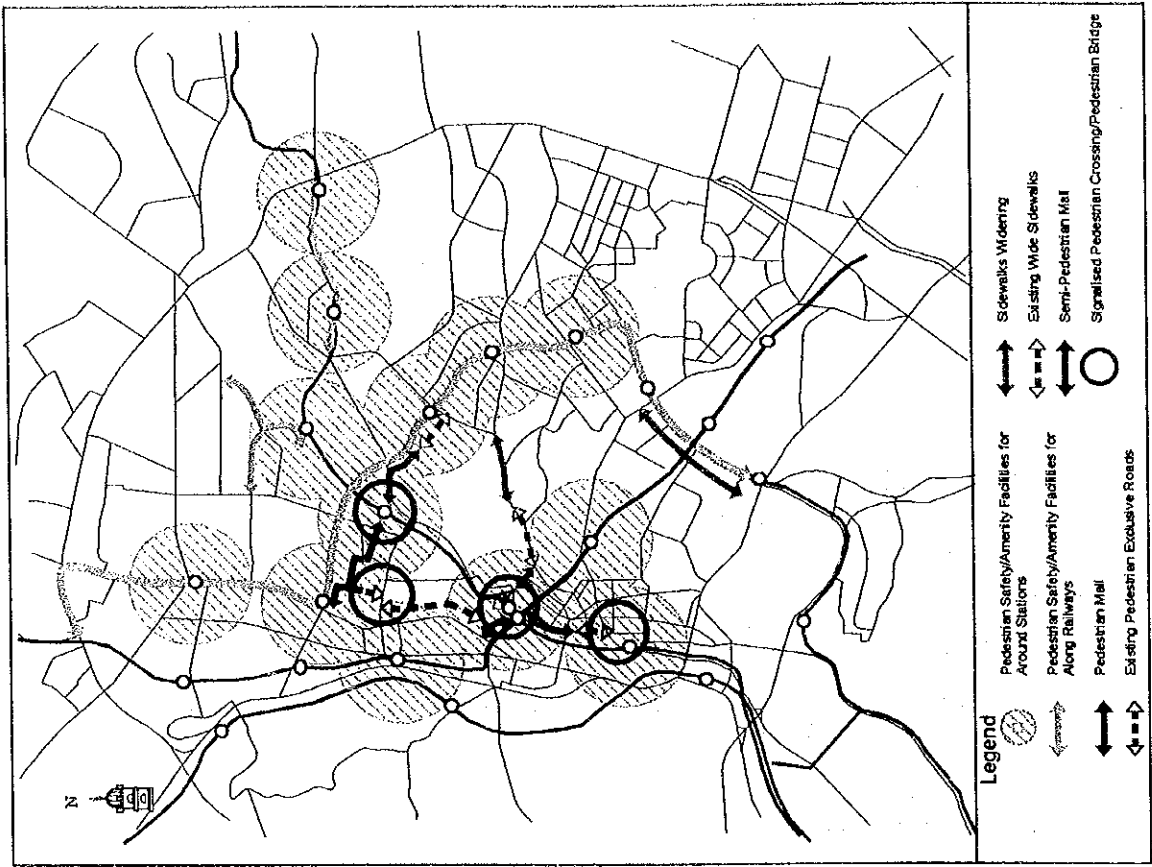 N
Legend
Pedestrian Safety/Amenity Facilities for
Around Stations
Pedestrian Safety/Amenity Facilities for
Along Railways
Pedestrian Mall
Existing Pedestrian Exclusive Roads
Sidewalks Widening
Existing Wide Sidewalks
Semi-Pedestrian Mall
Signalised Pedestrian Crossing/Pedestrian Bridge